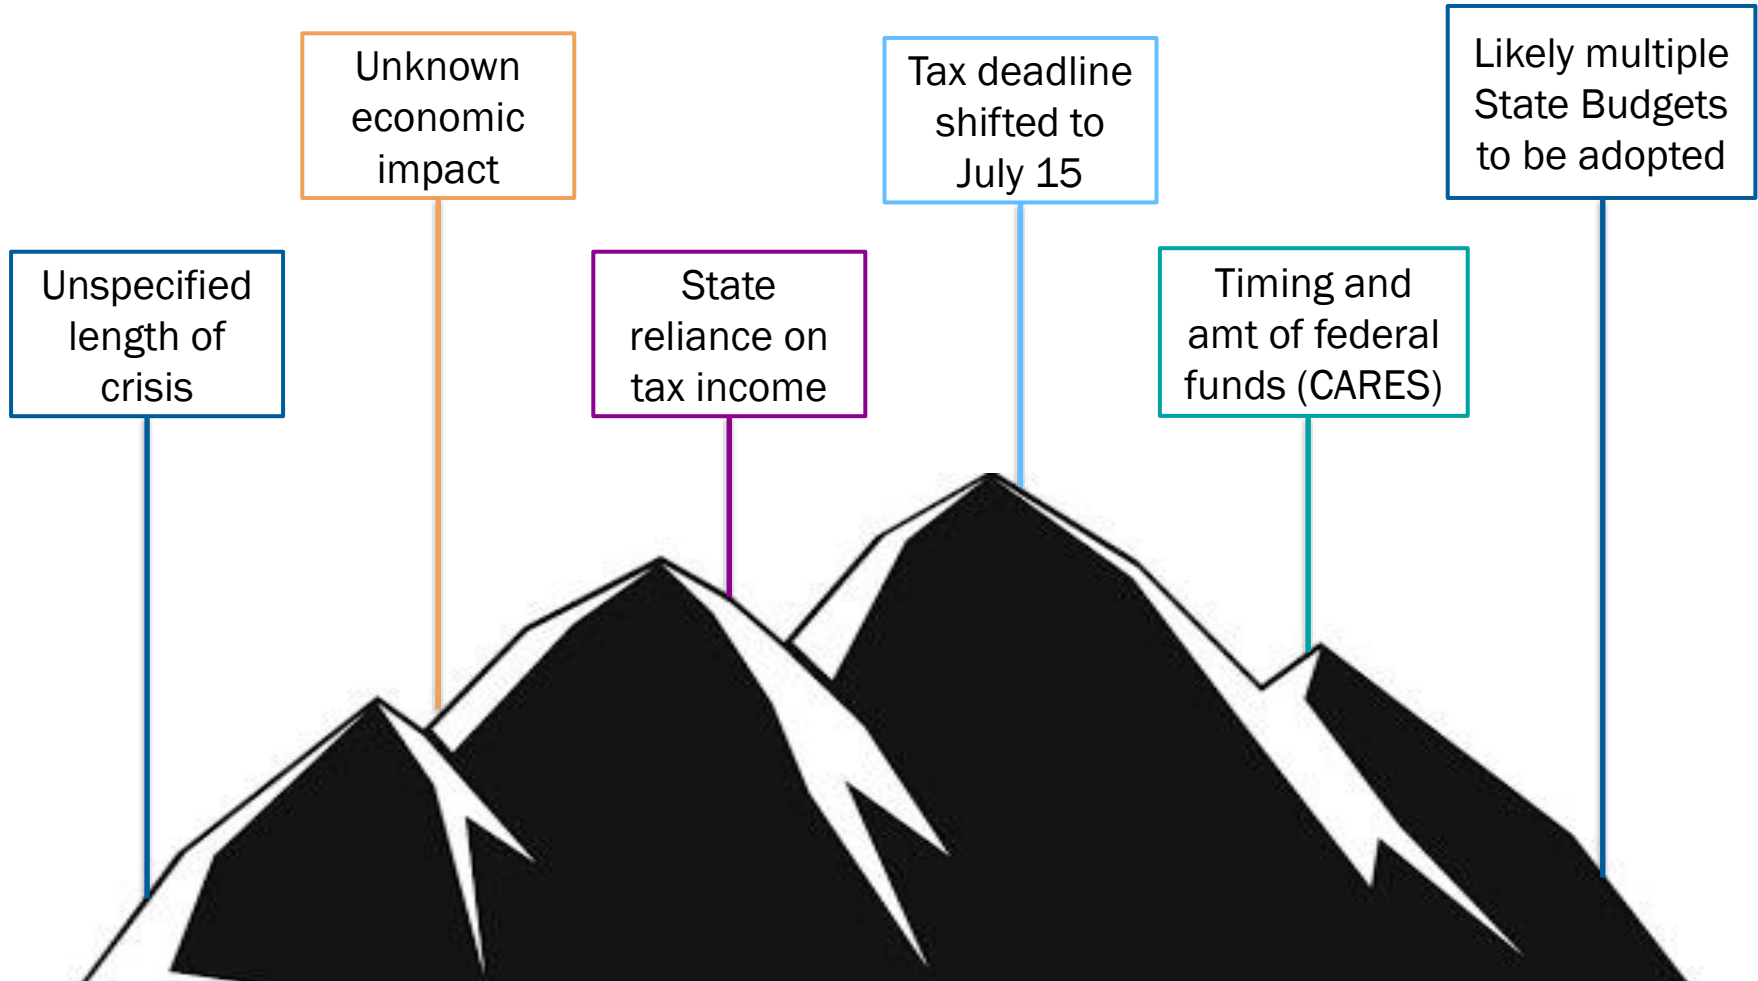 Unspecified
length of
crisis
Unknown
economic
impact
State
reliance on
tax income
Tax deadline
shifted to
July 15
Timing and
amt of federal
funds (CARES)
Likely multiple
State Budgets
to be adopted